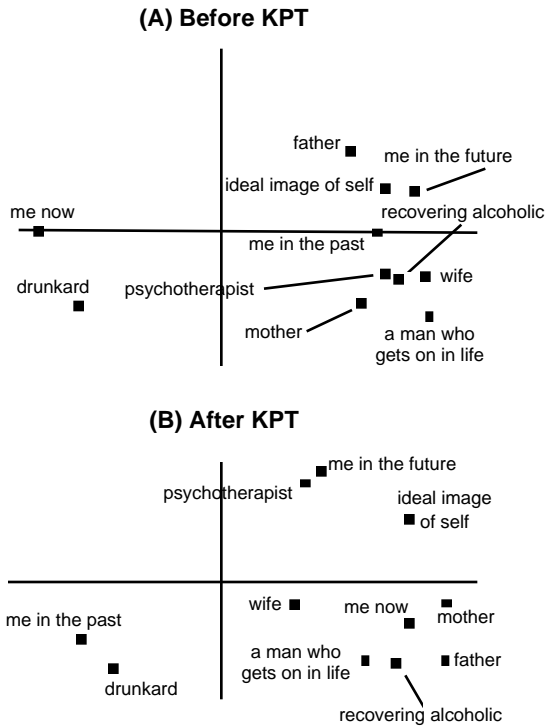 (A) Before KPT
father
me in the future
ideal image of self
recovering alcoholic
me now
me in the past
drunkard
psychotherapist
wife
mother
a man who
gets on in life
(B) After KPT
me in the future
psychotherapist
ideal image
of self
wife
me now
mother
me in the past
a man who
gets on in life
father
drunkard
recovering alcoholic